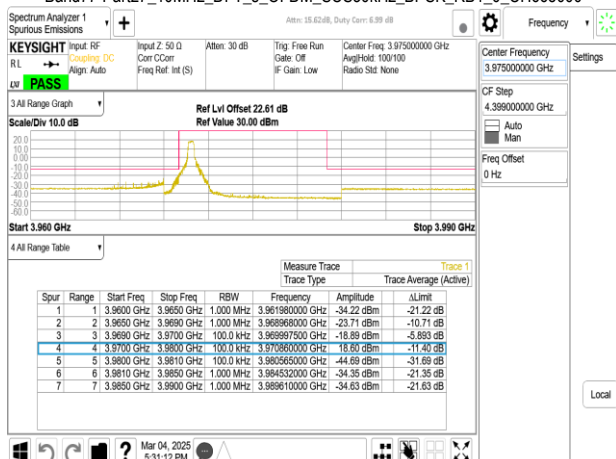 Spectrum Analyzer 1
Spurious Emissions
Attn: 15.62dB, Duty Corr: 6.99 dB
Frequency
KEYSIGHT Input: RF Input Z: 50 Ω Atten: 30 dB Trig: Free Run Center Freq: 3.975000000 GHz
RL Coupling: DC Corr CCorr Gate: Off Avg|Hold: 100/100
Align: Auto Freq Ref: Int (S) IF Gain: Low Radio Std: None
PASS
Center Frequency
3.975000000 GHz
Settings
CF Step
4.399000000 GHz
Auto
Man
Freq Offset
0 Hz
3 All Range Graph
Ref Lvl Offset 22.61 dB
Scale/Div 10.0 dB Ref Value 30.00 dBm
20.0
10.0
0.00
-10.0
-20.0
-30.0
-40.0
-50.0
-60.0
Start 3.960 GHz Stop 3.990 GHz
4 All Range Table
Measure Trace Trace 1
Trace Type Trace Average (Active)
Spur Range Start Freq Stop Freq RBW Frequency Amplitude ΔLimit
1 1 3.9600 GHz 3.9650 GHz 1.000 MHz 3.961980000 GHz -34.22 dBm -21.22 dB
2 2 3.9650 GHz 3.9690 GHz 1.000 MHz 3.968968000 GHz -23.71 dBm -10.71 dB
3 3 3.9690 GHz 3.9700 GHz 100.0 kHz 3.969997500 GHz -18.89 dBm -5.893 dB
4 4 3.9700 GHz 3.9800 GHz 100.0 kHz 3.970860000 GHz 18.60 dBm -11.40 dB
5 5 3.9800 GHz 3.9810 GHz 100.0 kHz 3.980565000 GHz -44.69 dBm -31.69 dB
6 6 3.9810 GHz 3.9850 GHz 1.000 MHz 3.984532000 GHz -34.35 dBm -21.35 dB
7 7 3.9850 GHz 3.9900 GHz 1.000 MHz 3.989610000 GHz -34.63 dBm -21.63 dB
Local
Mar 04, 2025
5:31:12 PM